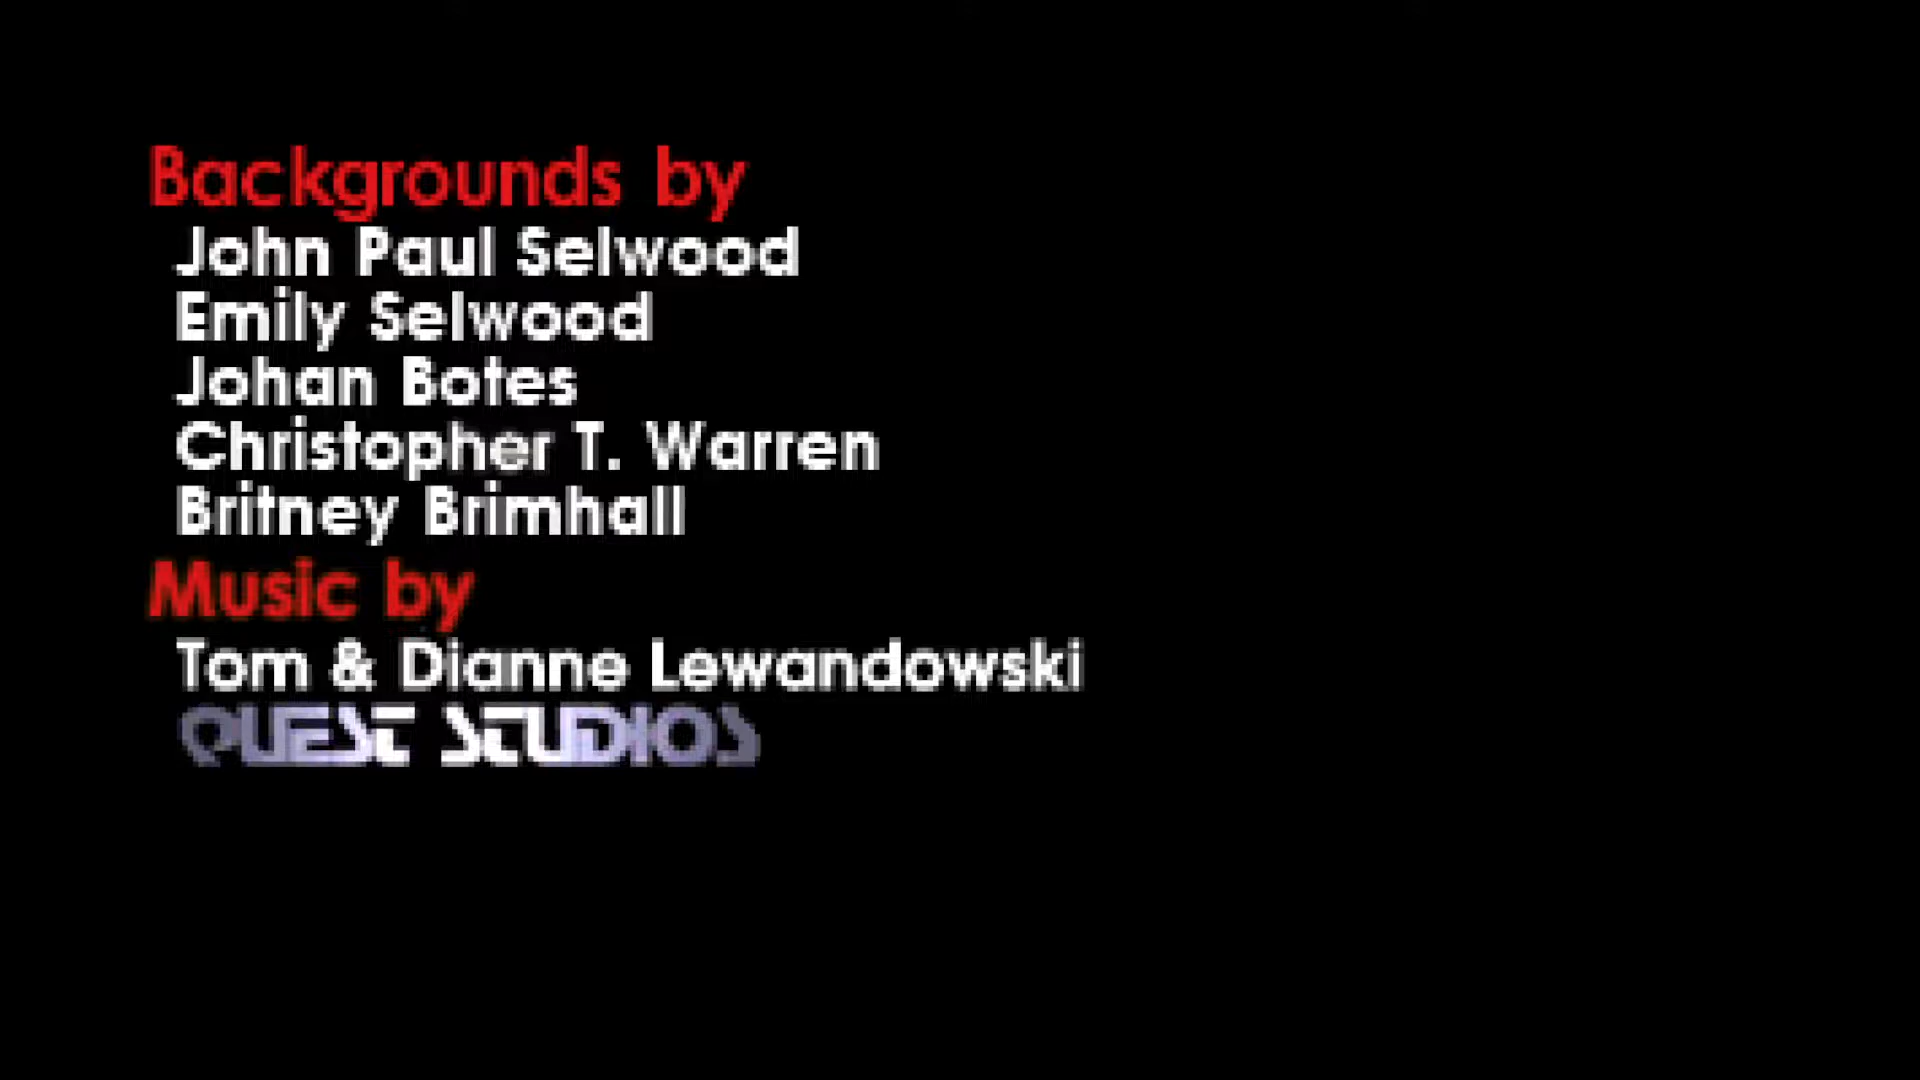 Backgrounds by
John Paul Selwood
Emily Selwood
Johan Botes
Christopher T. Warren
Britney Brimhall
Music by
Tom & Dianne Lewandowski
QUEST STUDIOS